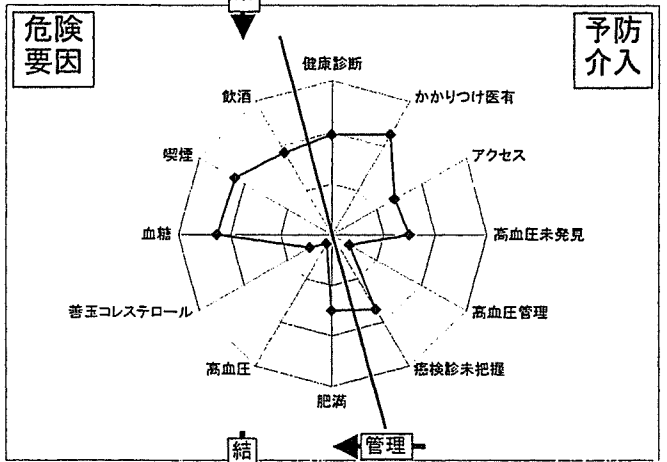 危険
要因
予防
介入
健康診断
飲酒
かかりつけ医有
喫煙
アクセス
血糖
高血圧未発見
善玉コレステロール
高血圧管理
高血圧
癌検診未把握
肥満
結
管理